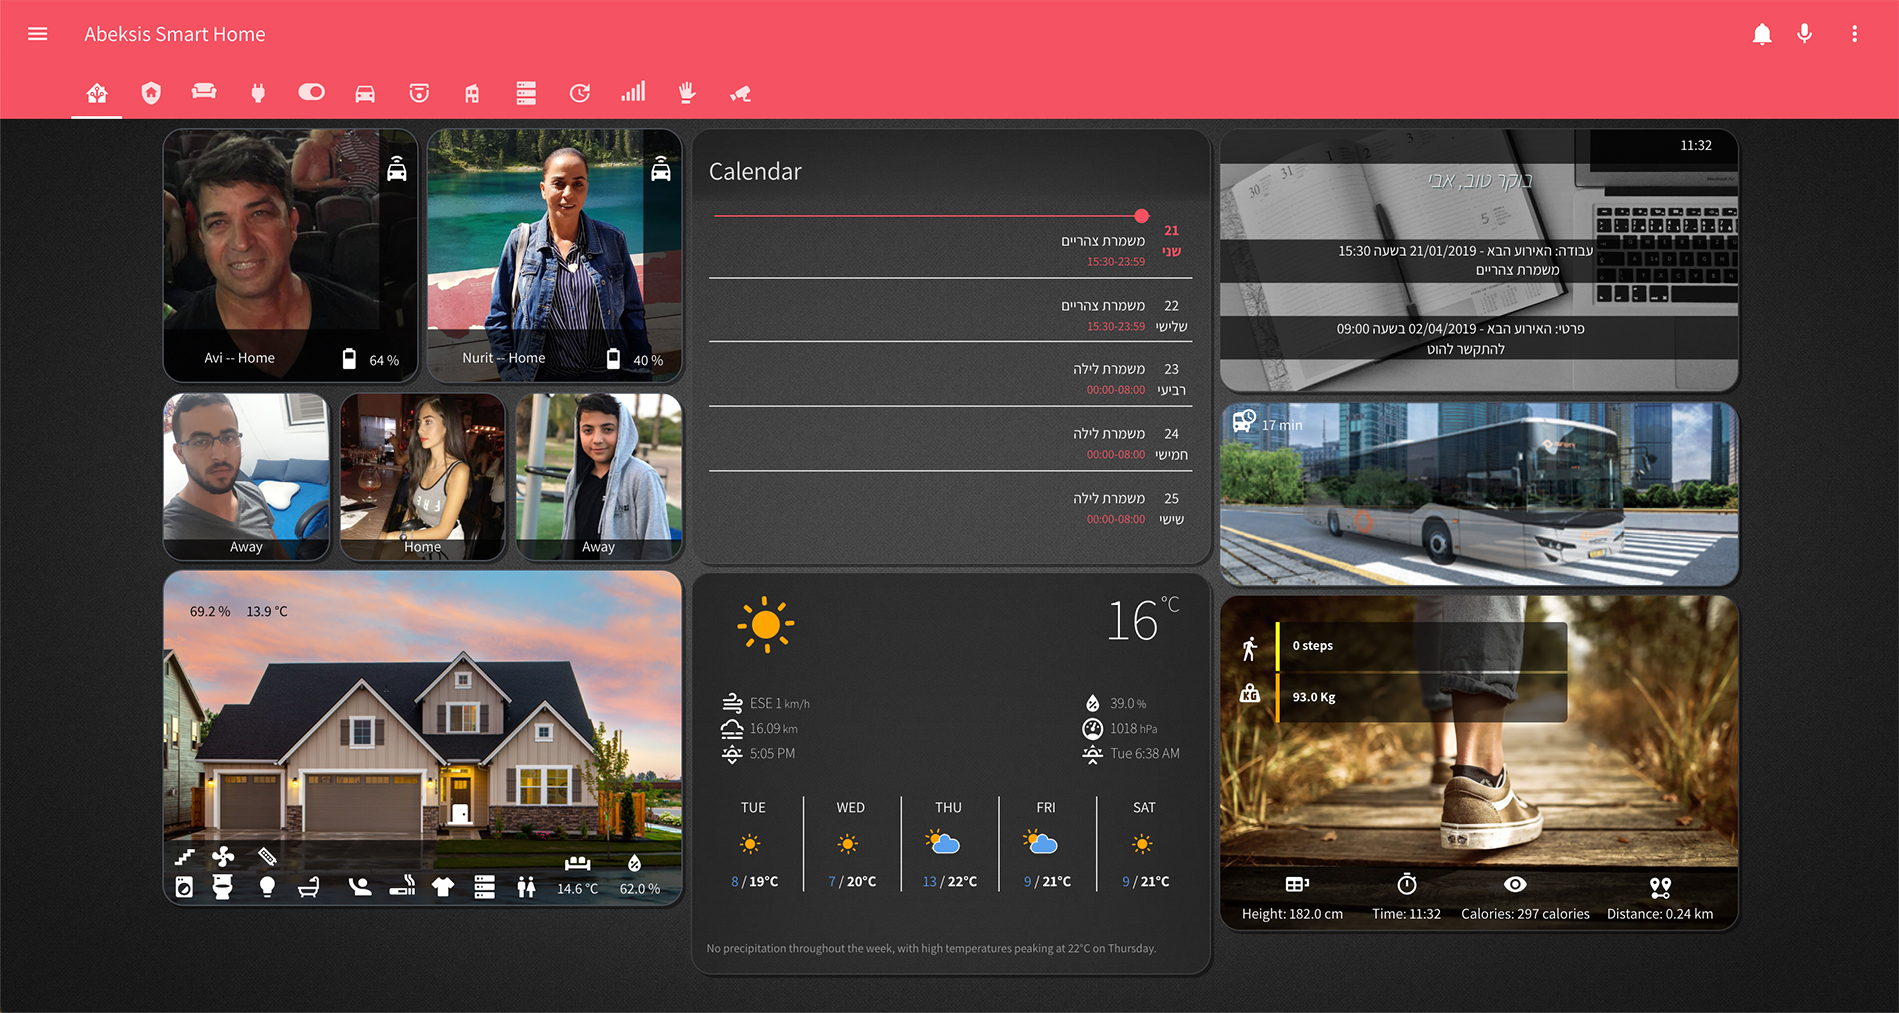 Abeksis Smart Home
Avi -- Home
64 %
Nurit -- Home
40 %
Away
Home
Away
69.2 %
13.9 °C
14.6 °C
62.0 %
Calendar
21
שני
משמרת צהריים
15:30-23:59
22
שלישי
משמרת צהריים
15:30-23:59
23
רביעי
משמרת לילה
00:00-08:00
24
חמישי
משמרת לילה
00:00-08:00
25
שישי
משמרת לילה
00:00-08:00
16°C
ESE 1 km/h
39.0 %
16.09 km
1018 hPa
5:05 PM
Tue 6:38 AM
TUE
WED
THU
FRI
SAT
8 / 19°C
7 / 20°C
13 / 22°C
9 / 21°C
9 / 21°C
No precipitation throughout the week, with high temperatures peaking at 22°C on Thursday.
11:32
בוקר טוב, אבי
עבודה: האירוע הבא - 21/01/2019 בשעה 15:30
משמרת צהריים
פרטי: האירוע הבא - 02/04/2019 בשעה 09:00
להתקשר להוט
17 min
0 steps
93.0 Kg
Height: 182.0 cm
Time: 11:32
Calories: 297 calories
Distance: 0.24 km